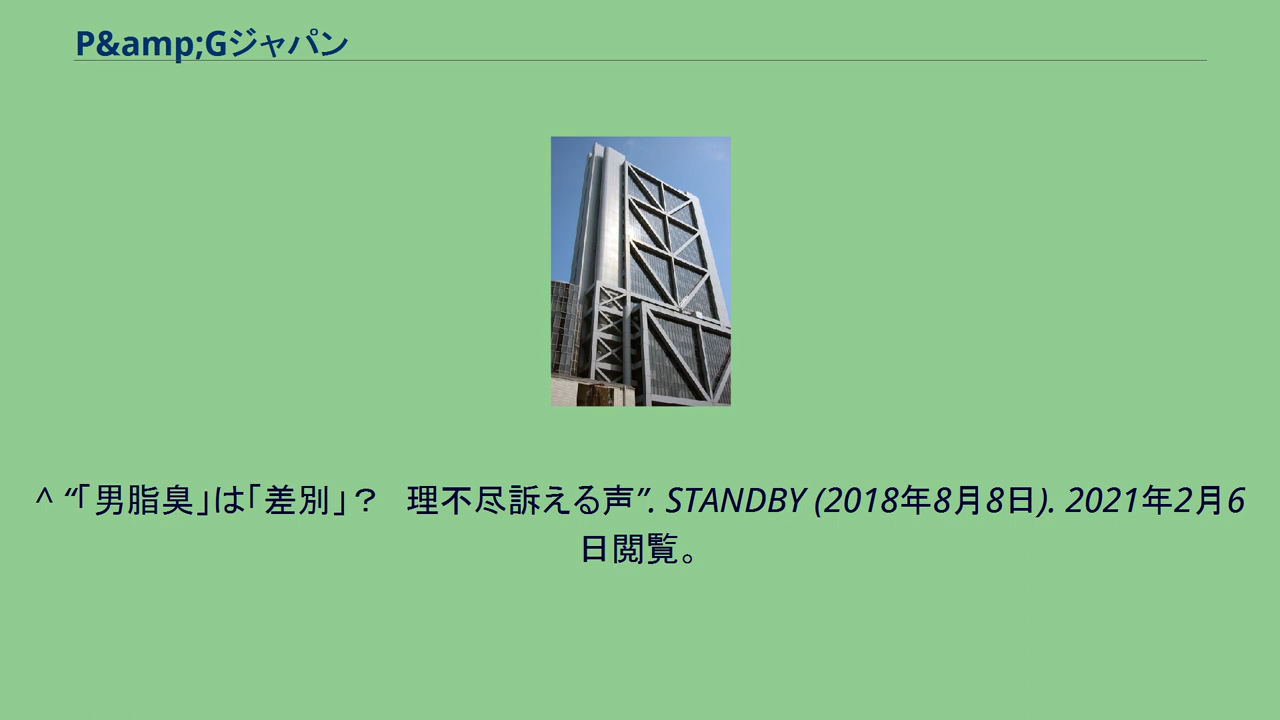 P&amp;Gジャパン
^ “「男脂臭」は「差別」？　理不尽訴える声”. STANDBY (2018年8月8日). 2021年2月6
日閲覧。